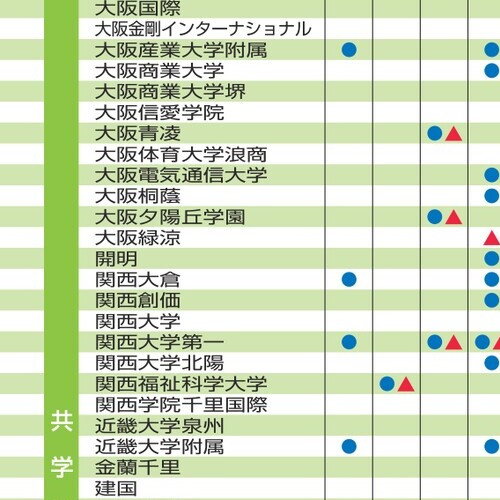 大阪国際
大阪金剛インターナショナル
大阪産業大学附属
大阪商業大学
大阪商業大学堺
大阪信愛学院
大阪青凌
大阪体育大学浪商
大阪電気通信大学
大阪桐蔭
大阪夕陽丘学園
大阪緑涼
開明
関西大倉
関西創価
関西大学
関西大学第一
関西大学北陽
関西福祉科学大学
関西学院千里国際
近畿大学泉州
近畿大学附属
金蘭千里
建国
共学